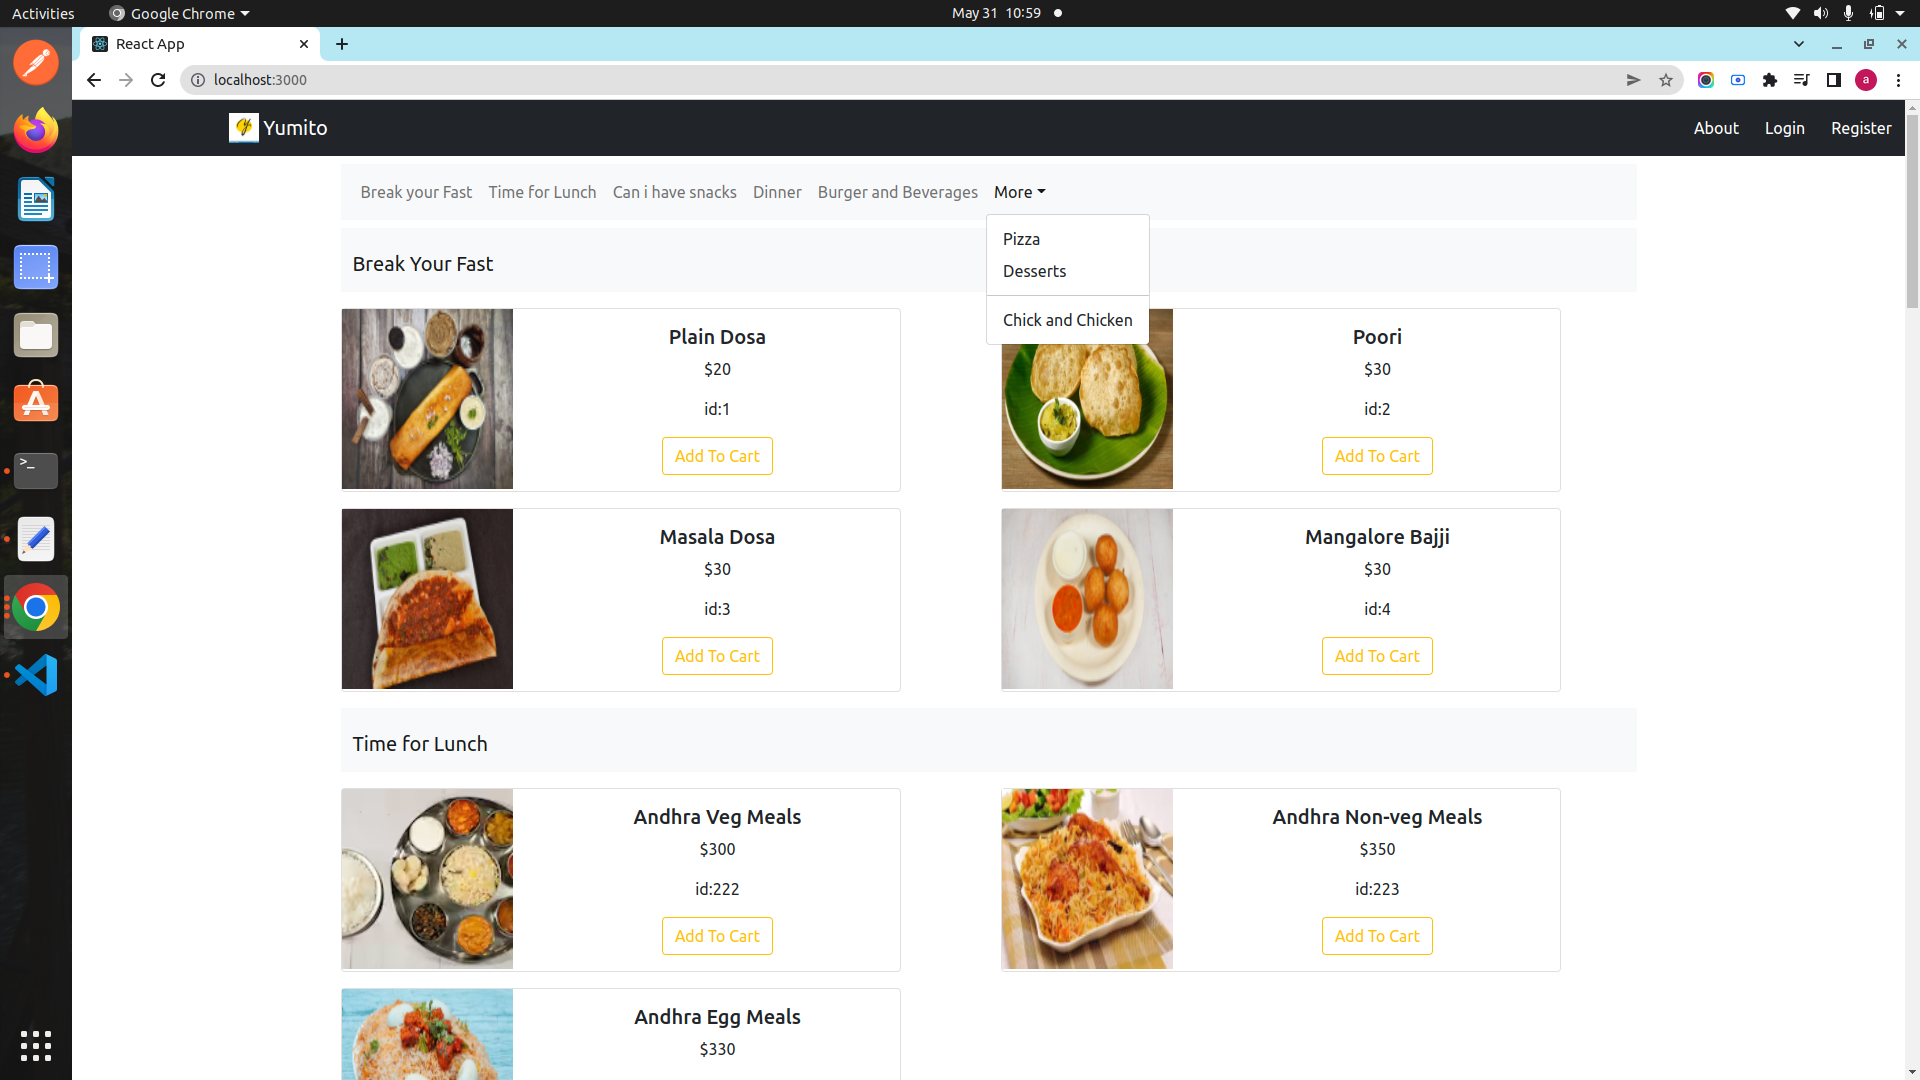 Activities
Google Chrome
May 31 10:59
React App
localhost:3000
a
Yumito
About
Login
Register
Break your Fast
Time for Lunch
Can i have snacks
Dinner
Burger and Beverages
More
Pizza
Desserts
Chick and Chicken
Break Your Fast
Plain Dosa
$20
id:1
Add To Cart
Poori
$30
id:2
Add To Cart
Masala Dosa
$30
id:3
Add To Cart
Mangalore Bajji
$30
id:4
Add To Cart
Time for Lunch
Andhra Veg Meals
$300
id:222
Add To Cart
Andhra Non-veg Meals
$350
id:223
Add To Cart
Andhra Egg Meals
$330